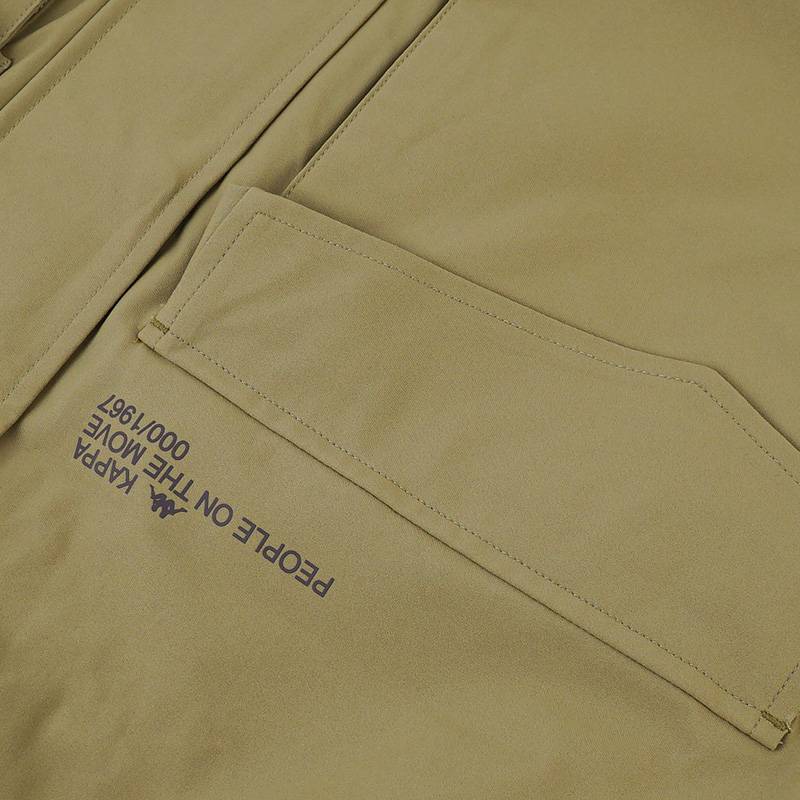 KAPPA
PEOPLE ON THE MOVE
000/1967